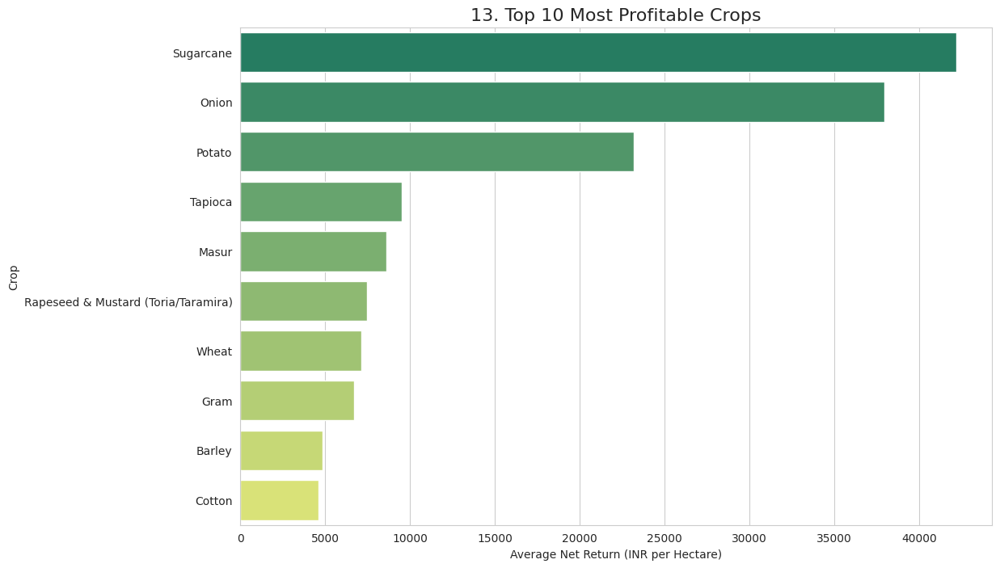 13. Top 10 Most Profitable Crops
Sugarcane
Onion
Potato
Tapioca
Masur
Rapeseed & Mustard (Toria/Taramira)
Wheat
Gram
Barley
Cotton
Crop
0 5000 10000 15000 20000 25000 30000 35000 40000
Average Net Return (INR per Hectare)